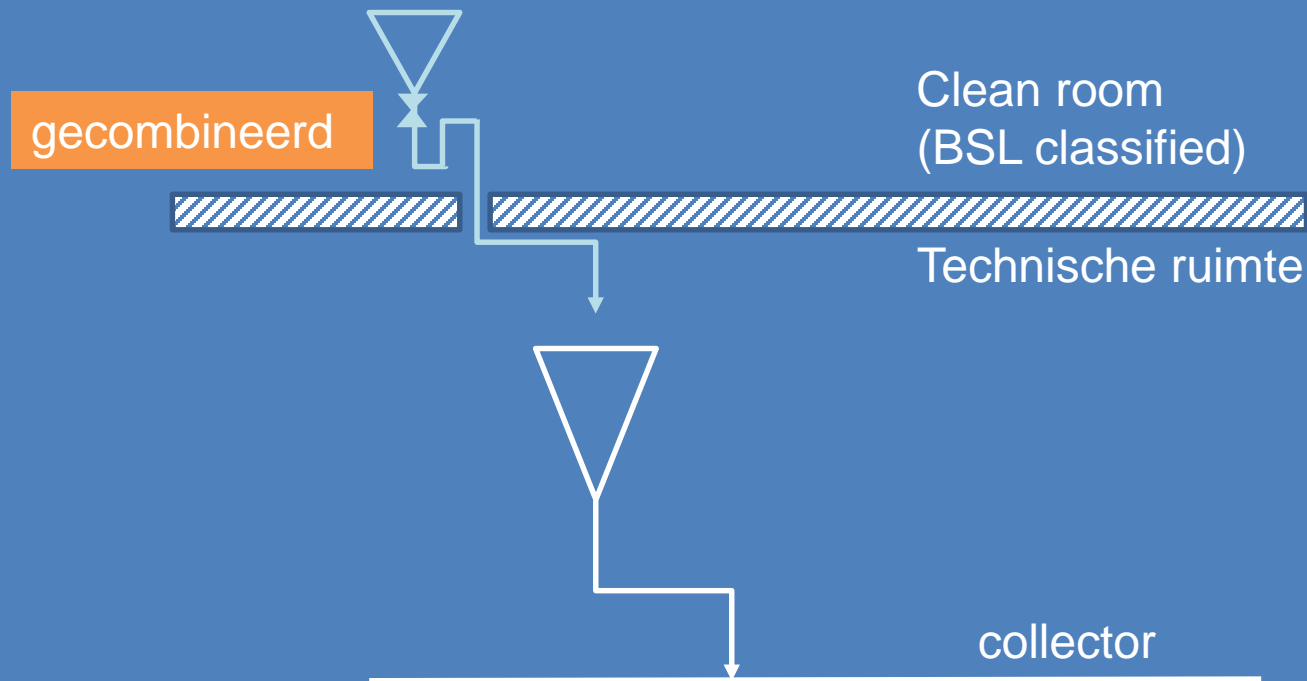 gecombineerd
Clean room
(BSL classified)
Technische ruimte
collector